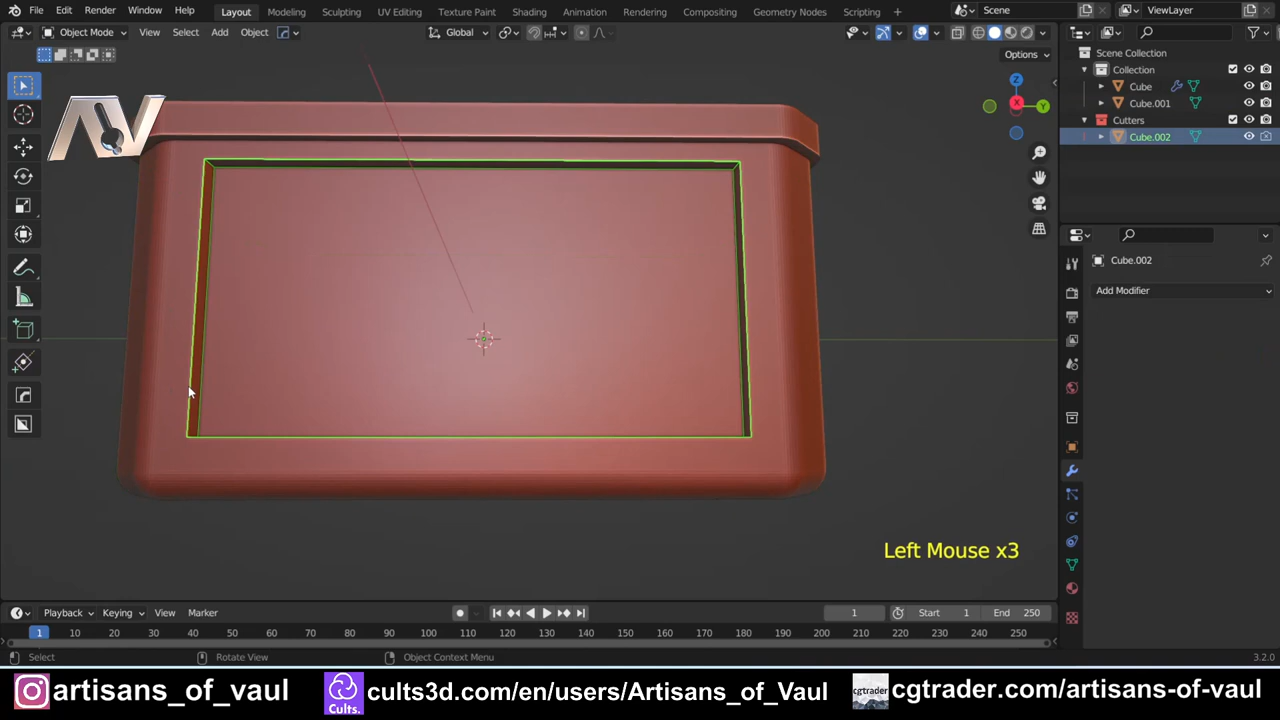 File Edit Render Window Help Layout Modeling Sculpting UV Editing Texture Paint Shading Animation Rendering Compositing Geometry Nodes Scripting + Scene ViewLayer
Object Mode View Select Add Object Global
Options
Scene Collection
Collection
Cube
Cube.001
Cutters
Cube.002
AV
Cube.002
Add Modifier
Left Mouse x3
Playback Keying View Marker 1 Start 1 End 250
1 10 20 30 40 50 60 70 80 90 100 110 120 130 140 150 160 170 180 190 200 210 220 230 240 250
Select Rotate View Object Context Menu 3.2.0
artisans_of_vaul Cults. cults3d.com/en/users/Artisans_of_Vaul cgtrader cgtrader.com/artisans-of-vaul